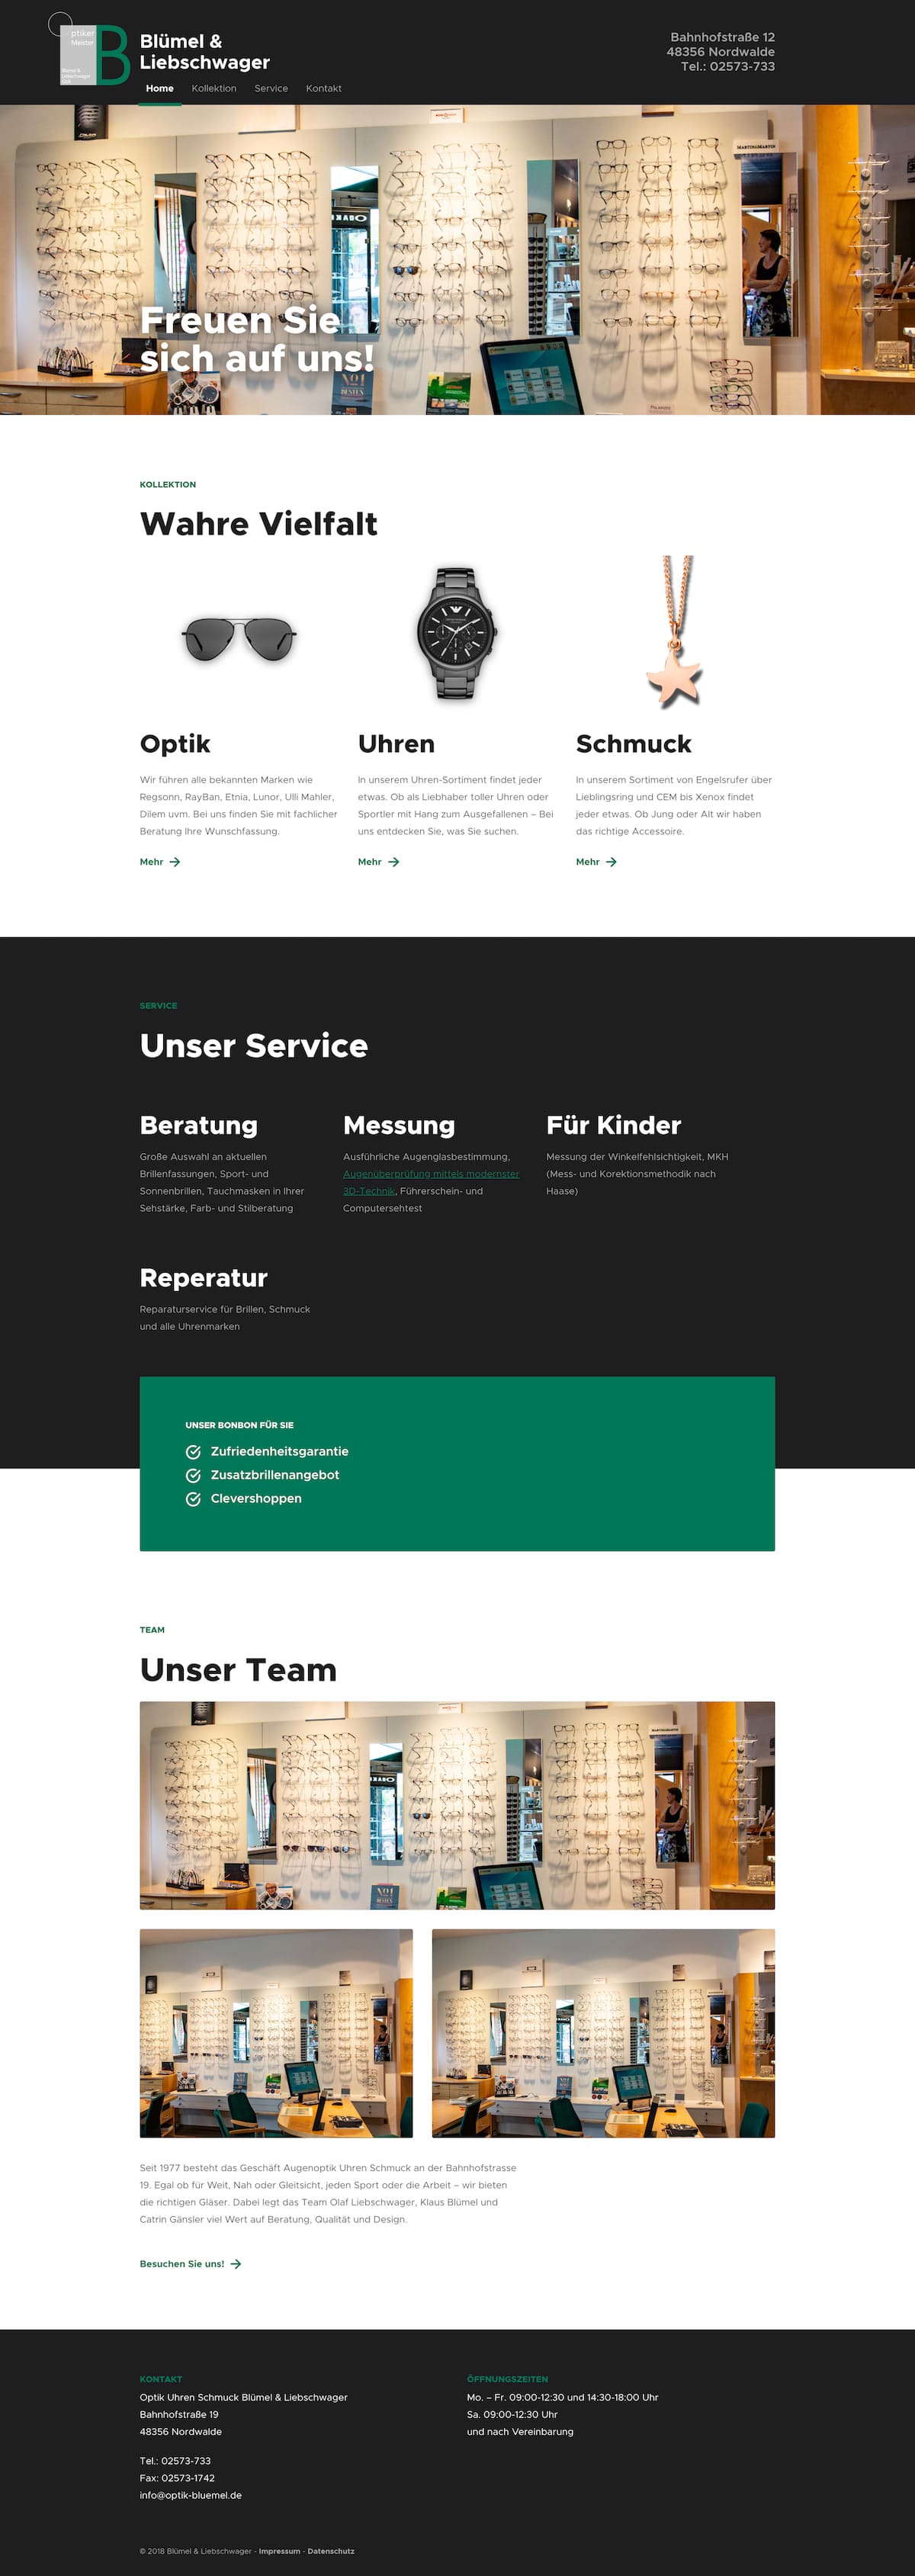 ptiker
Meister
Blümel &
Liebschwager
Blümel &
Liebschwager
Bahnhofstraße 12
48356 Nordwalde
Tel.: 02573-733
Home Kollektion Service Kontakt
MARTIN&MARTIN
Freuen Sie
sich auf uns!
NO1
BESTES
KOLLEKTION
Wahre Vielfalt
Optik
Wir führen alle bekannten Marken wie
Regsonn, RayBan, Etnia, Lunor, Ulli Mahler,
Dilem uvm. Bei uns finden Sie mit fachlicher
Beratung Ihre Wunschfassung.
Mehr
Uhren
In unserem Uhren-Sortiment findet jeder
etwas. Ob als Liebhaber toller Uhren oder
Sportler mit Hang zum Ausgefallenen – Bei
uns entdecken Sie, was Sie suchen.
Mehr
Schmuck
In unserem Sortiment von Engelsrufer über
Lieblingsring und CEM bis Xenox findet
jeder etwas. Ob Jung oder Alt wir haben
das richtige Accessoire.
Mehr
SERVICE
Unser Service
Beratung
Große Auswahl an aktuellen
Brillenfassungen, Sport- und
Sonnenbrillen, Tauchmasken in Ihrer
Sehstärke, Farb- und Stilberatung
Messung
Ausführliche Augenglasbestimmung,
Augenüberprüfung mittels modernster
3D-Technik, Führerschein- und
Computersehtest
Für Kinder
Messung der Winkelfehlsichtigkeit, MKH
(Mess- und Korektionsmethodik nach
Haase)
Reperatur
Reparaturservice für Brillen, Schmuck
und alle Uhrenmarken
UNSER BONBON FÜR SIE
Zufriedenheitsgarantie
Zusatzbrillenangebot
Clevershoppen
TEAM
Unser Team
NO1
Seit 1977 besteht das Geschäft Augenoptik Uhren Schmuck an der Bahnhofstrasse
19. Egal ob für Weit, Nah oder Gleitsicht, jeden Sport oder die Arbeit – wir bieten
die richtigen Gläser. Dabei legt das Team Olaf Liebschwager, Klaus Blümel und
Catrin Gänsler viel Wert auf Beratung, Qualität und Design.
Besuchen Sie uns!
KONTAKT
Optik Uhren Schmuck Blümel & Liebschwager
Bahnhofstraße 19
48356 Nordwalde
Tel.: 02573-733
Fax: 02573-1742
info@optik-bluemel.de
ÖFFNUNGSZEITEN
Mo. – Fr. 09:00-12:30 und 14:30-18:00 Uhr
Sa. 09:00-12:30 Uhr
und nach Vereinbarung
© 2018 Blümel & Liebschwager - Impressum - Datenschutz